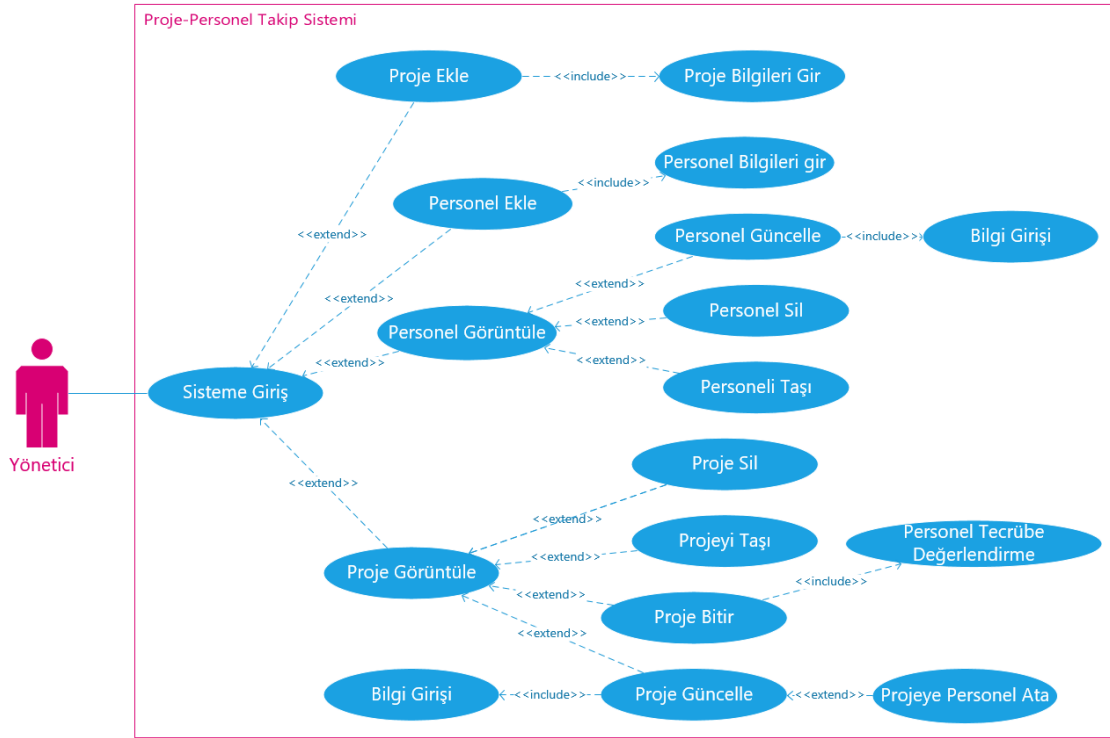 Proje-Personel Takip Sistemi
Proje Ekle
<<include>>
Proje Bilgileri Gir
Personel Bilgileri gir
<<include>>
Personel Ekle
<<extend>>
Personel Güncelle
<<include>>
Bilgi Girişi
<<extend>>
<<extend>>
Personel Görüntüle
<<extend>>
Personel Sil
<<extend>>
<<extend>>
Personeli Taşı
Sisteme Giriş
Yönetici
<<extend>>
Proje Sil
<<extend>>
Projeyi Taşı
Personel Tecrübe
Değerlendirme
<<extend>>
Proje Görüntüle
<<extend>>
<<include>>
Proje Bitir
<<extend>>
Bilgi Girişi
<<include>>
Proje Güncelle
<<extend>>
Projeye Personel Ata